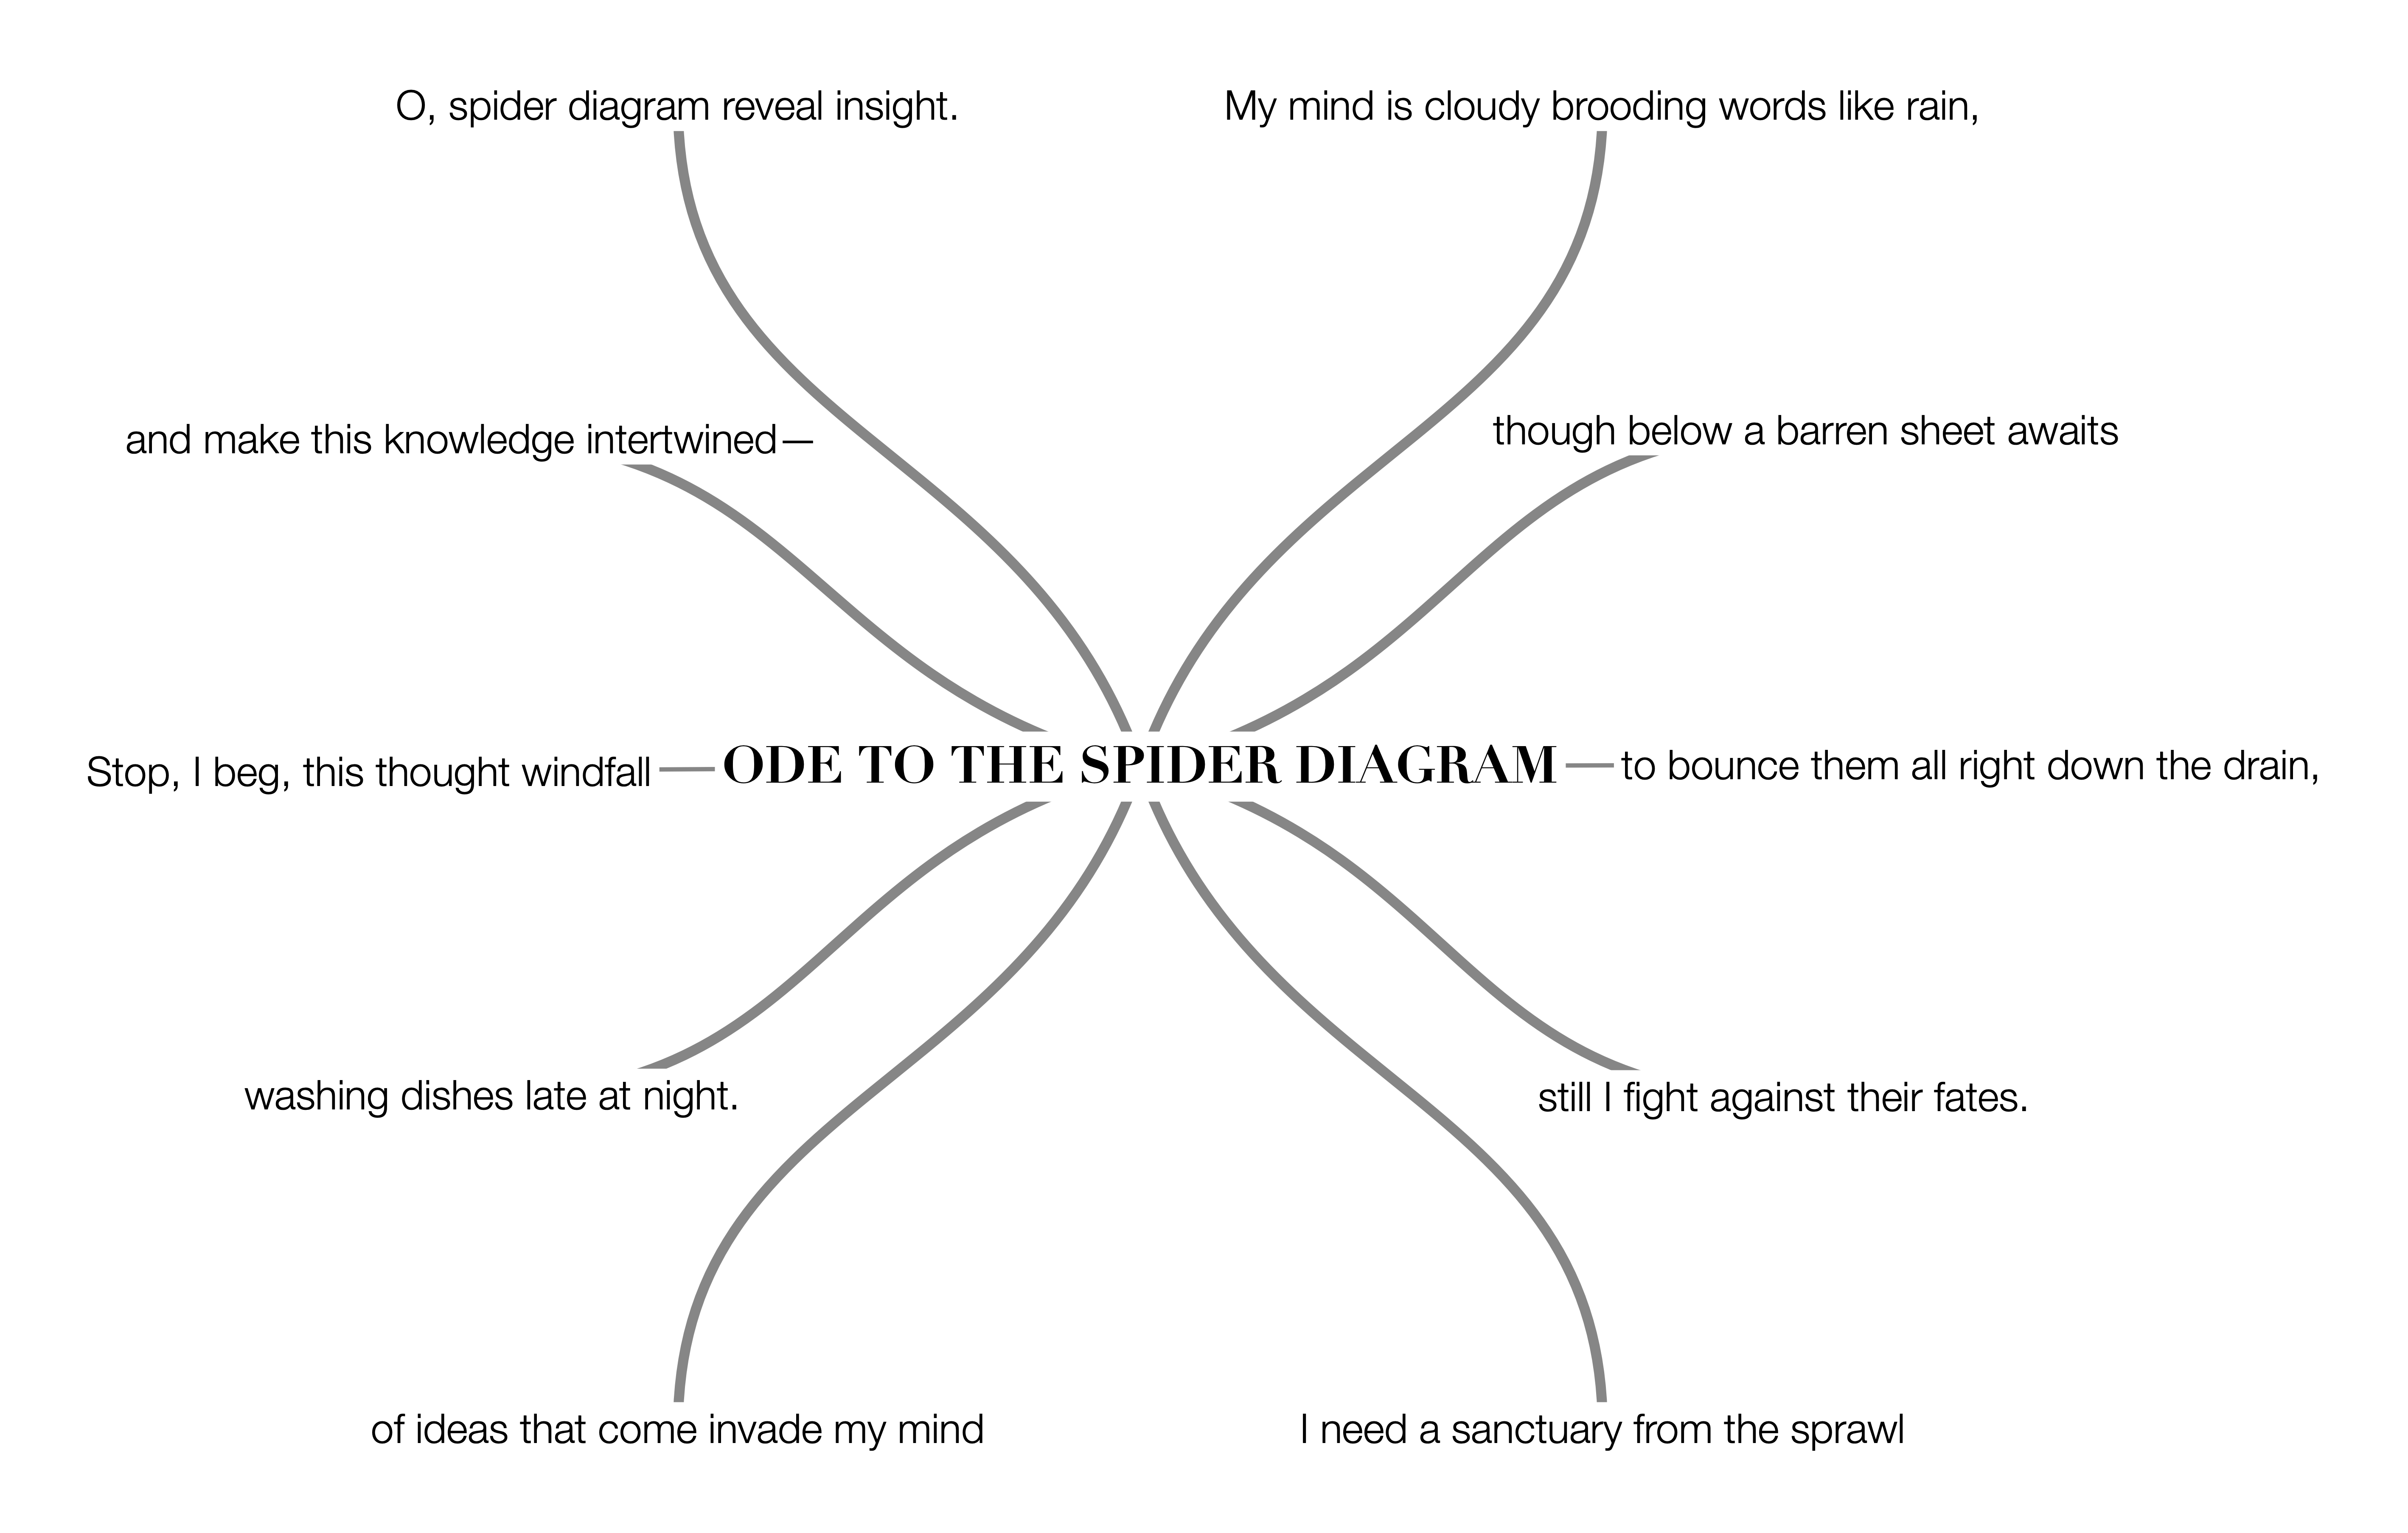 ODE TO THE SPIDER DIAGRAM
My mind is cloudy brooding words like rain,
though below a barren sheet awaits
to bounce them all right down the drain,
still I fight against their fates.
I need a sanctuary from the sprawl
of ideas that come invade my mind
washing dishes late at night.
Stop, I beg, this thought windfall
and make this knowledge intertwined—
O, spider diagram reveal insight.